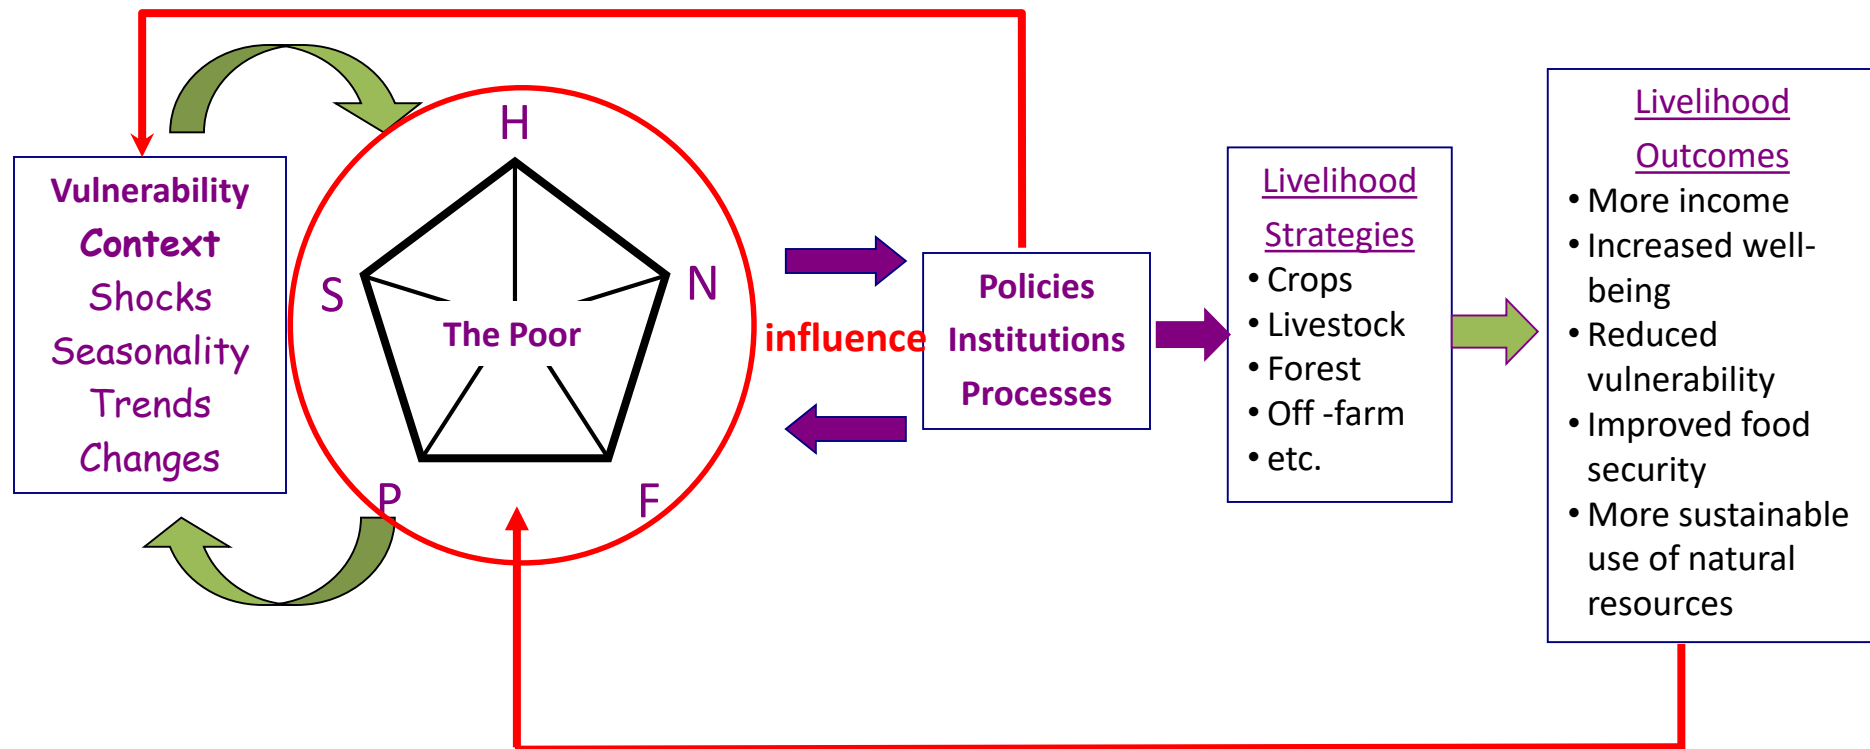 Vulnerability
Context
Shocks
Seasonality
Trends
Changes
H
S
N
The Poor
P
F
influence
Policies
Institutions
Processes
Livelihood
Strategies
• Crops
• Livestock
• Forest
• Off -farm
• etc.
Livelihood
Outcomes
• More income
• Increased well-
being
• Reduced
vulnerability
• Improved food
security
• More sustainable
use of natural
resources